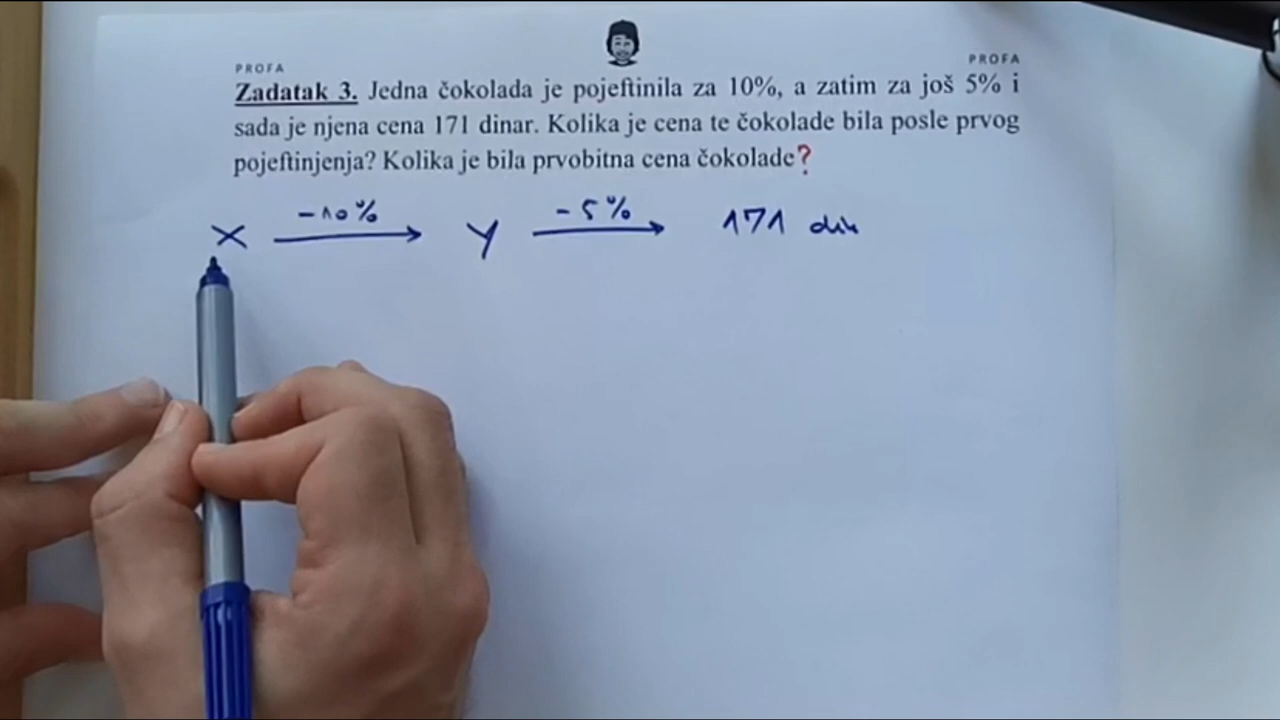 PROFA PROFA
Zadatak 3. Jedna čokolada je pojeftinila za 10%, a zatim za još 5% i
sada je njena cena 171 dinar. Kolika je cena te čokolade bila posle prvog
pojeftinjenja? Kolika je bila prvobitna cena čokolade?
-10% -5%
X Y 171 din